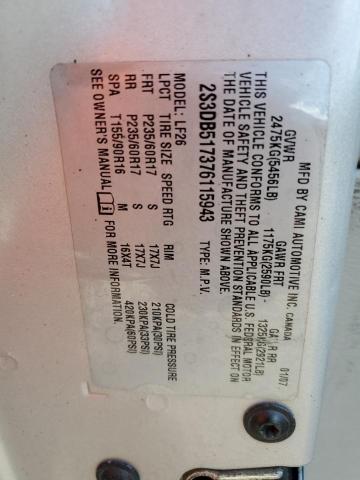 MFD BY CAMI AUTOMOTIVE INC. CANADA 01/07
GVWR GAWR FRT RR
2475KG(5456LB) - 1175KG(2590LB) - 1325KG(2921LB)
THIS VEHICLE CONFORMS TO ALL APPLICABLE U.S. FEDERAL MOTOR
VEHICLE SAFETY AND THEFT PREVENTION STANDARDS IN EFFECT ON
THE DATE OF MANUFACTURE SHOWN ABOVE.
2S3DB517376115943 TYPE: M.P.V.
MODEL: LF26
LPCT TIRE SIZE SPEED RTG RIM COLD TIRE PRESSURE
FRT P235/60R17 S 17X7J 210KPA(30PSI)
RR P235/60R17 S 17X7J 230KPA(33PSI)
SPA T155/90R16 M 16X4T 420KPA(60PSI)
SEE OWNER'S MANUAL FOR MORE INFORMATION.